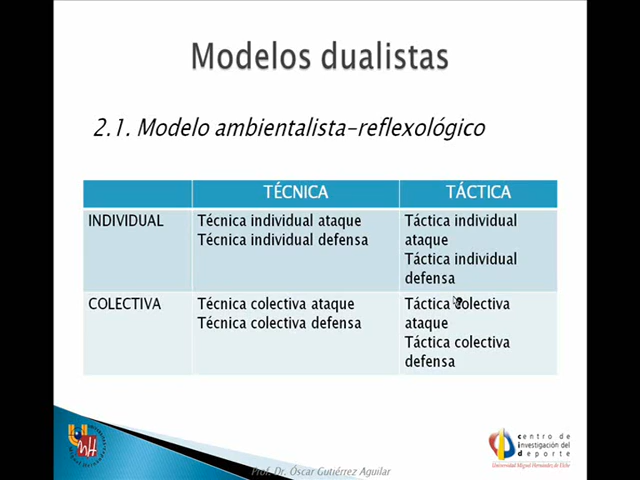 Modelos dualistas
2.1. Modelo ambientalista-reflexológico
TÉCNICA
TÁCTICA
INDIVIDUAL
Técnica individual ataque
Técnica individual defensa
Táctica individual
ataque
Táctica individual
defensa
COLECTIVA
Técnica colectiva ataque
Técnica colectiva defensa
Táctica colectiva
ataque
Táctica colectiva
defensa
centro de
investigación del
deporte
Universidad Miguel Hernández de Elche
Prof. Dr. Óscar Gutiérrez Aguilar